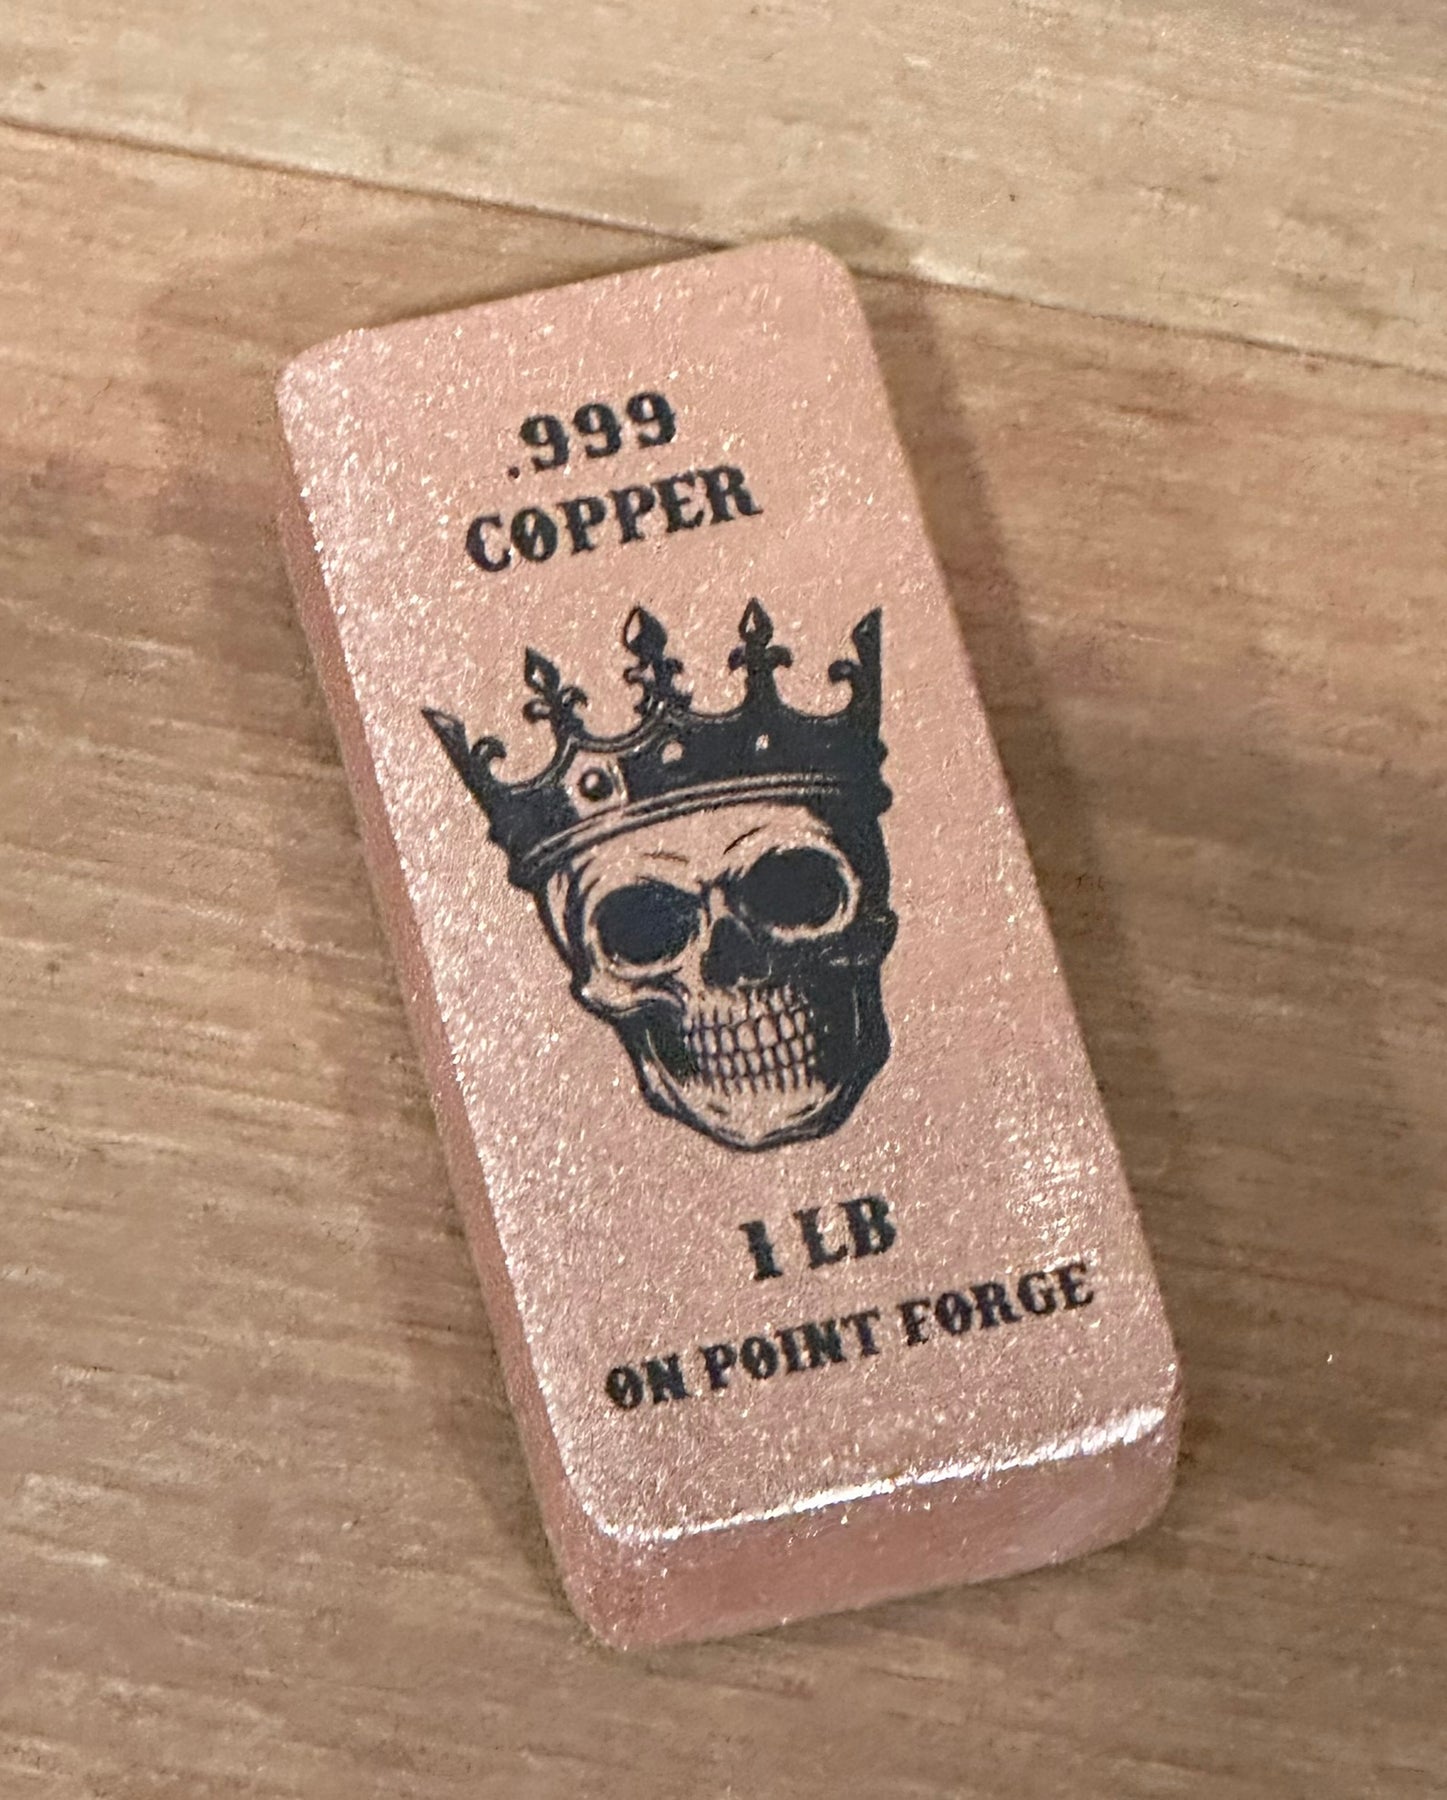 .999
COPPER
1 LB
ON POINT FORGE